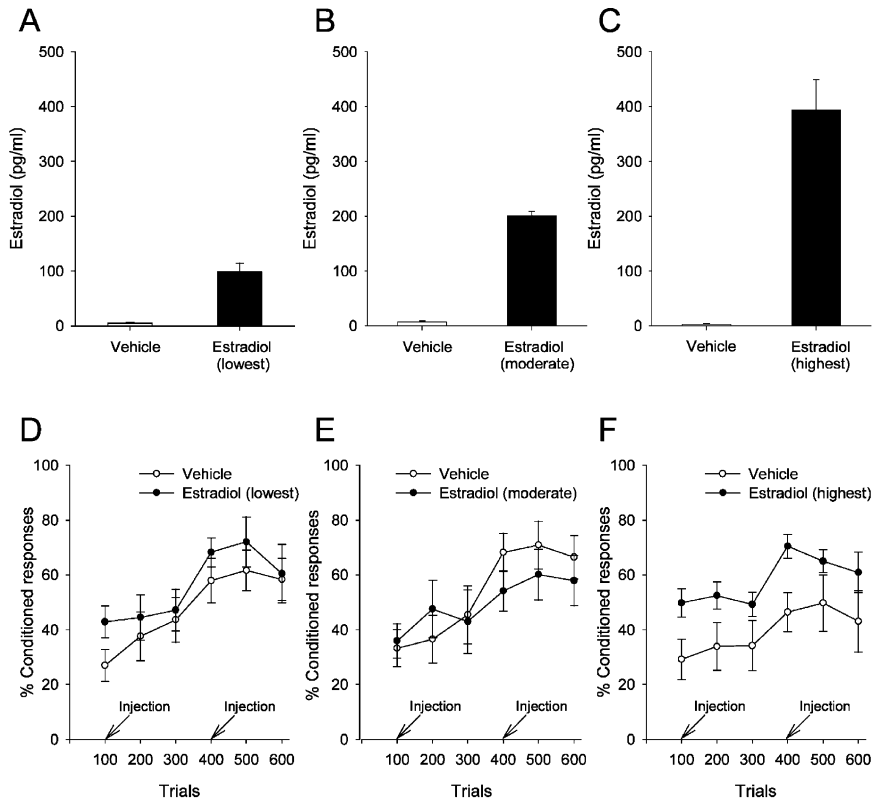 A
B
C
Estradiol (pg/ml)
500
400
300
200
100
0
Vehicle
Estradiol
(lowest)
Estradiol (pg/ml)
500
400
300
200
100
0
Vehicle
Estradiol
(moderate)
Estradiol (pg/ml)
500
400
300
200
100
0
Vehicle
Estradiol
(highest)
D
E
F
% Conditioned responses
100
80
60
40
20
0
Vehicle
Estradiol (lowest)
Injection
Injection
100 200 300 400 500 600
Trials
% Conditioned responses
100
80
60
40
20
0
Vehicle
Estradiol (moderate)
Injection
Injection
100 200 300 400 500 600
Trials
% Conditioned responses
100
80
60
40
20
0
Vehicle
Estradiol (highest)
Injection
Injection
100 200 300 400 500 600
Trials